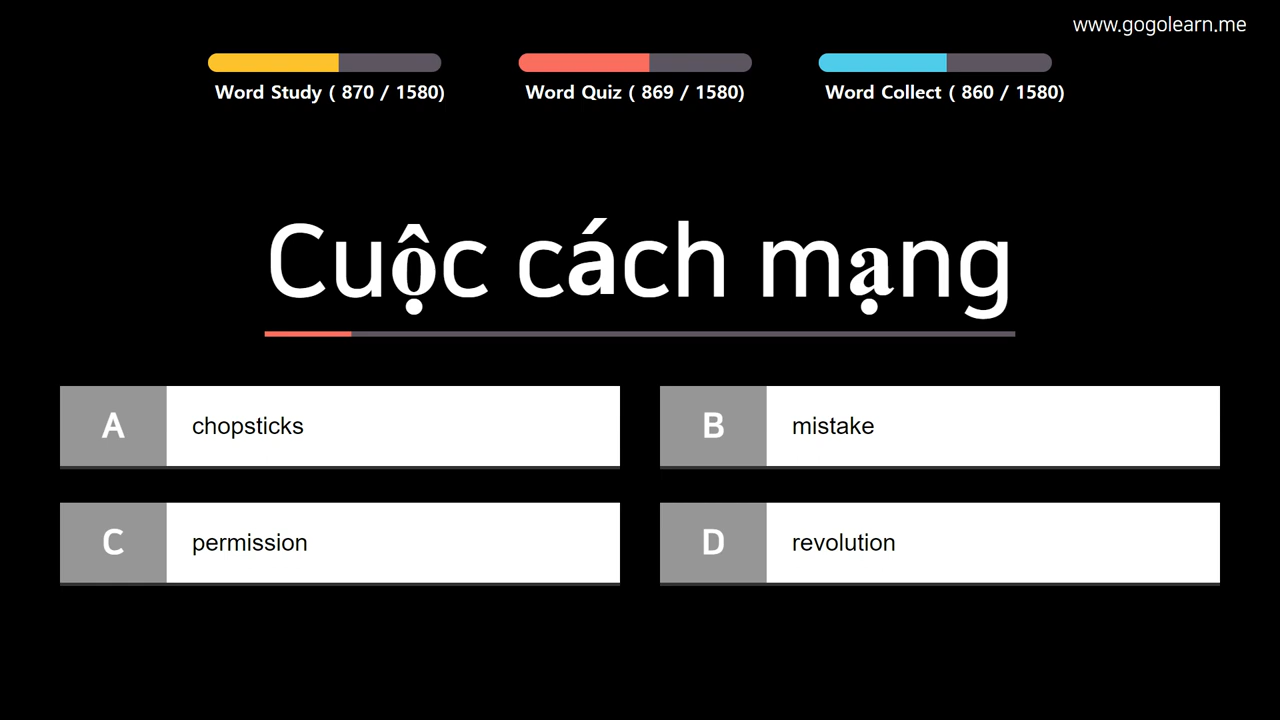 www.gogolearn.me
Word Study ( 870 / 1580)
Word Quiz ( 869 / 1580)
Word Collect ( 860 / 1580)
Cuộc cách mạng
A chopsticks
B mistake
C permission
D revolution